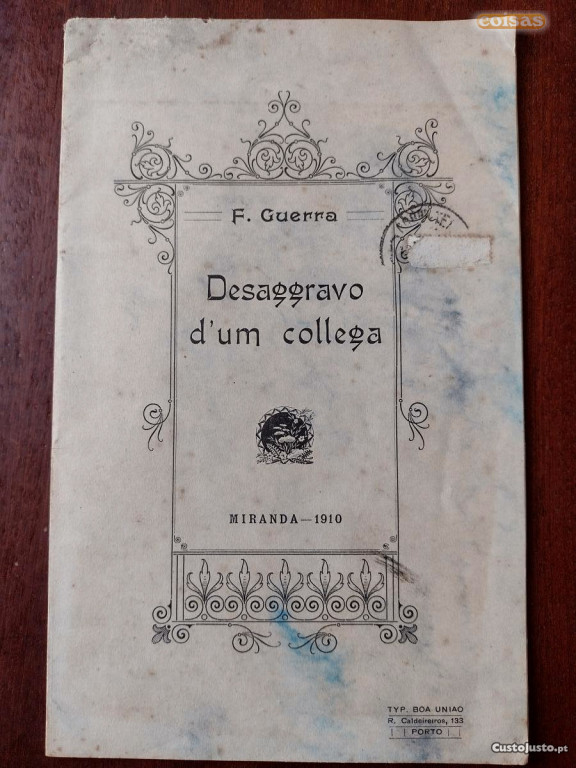 coisas
F. Guerra
Desaggravo
d'um collega
MIRANDA—1910
TYP. BOA UNIAO
R. Caldeireiros, 133
PORTO
CustoJusto.pt